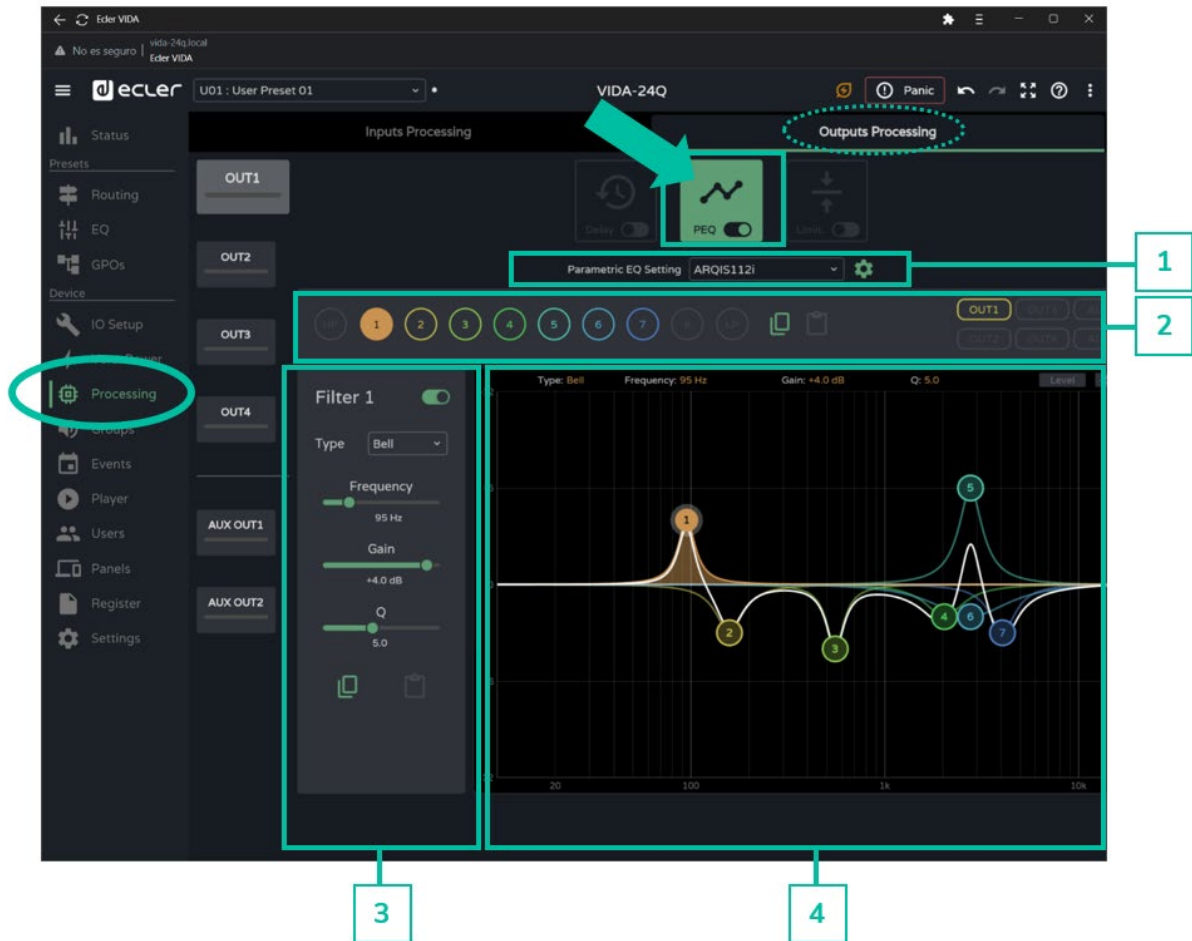 Ecler VIDA
No es seguro
vida-24q.local
Ecler VIDA
ecler
U01 : User Preset 01
VIDA-24Q
Panic
Status
Presets
Routing
EQ
GPOs
Device
IO Setup
Processing
Groups
Events
Player
Users
Panels
Register
Settings
Inputs Processing
Outputs Processing
OUT1
OUT2
OUT3
OUT4
AUX OUT1
AUX OUT2
Delay
PEQ
Parametric EQ Setting
ARQIS112i
1
HP
1
2
3
4
5
6
7
LP
OUT1
OUT3
OUT2
OUT4
2
Filter 1
Type
Bell
Frequency
95 Hz
Gain
+4.0 dB
Q
5.0
Type: Bell
Frequency: 95 Hz
Gain: +4.0 dB
Q: 5.0
Level
5
1
4
6
2
7
3
20
100
1k
10k
3
4